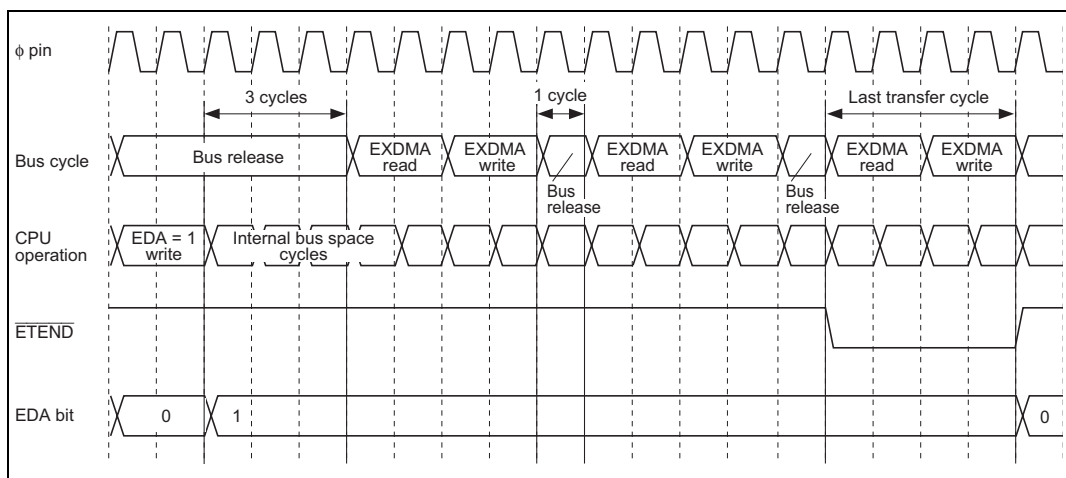 φ pin
3 cycles
1 cycle
Last transfer cycle
Bus cycle
Bus release
EXDMA
read
EXDMA
write
EXDMA
read
EXDMA
write
EXDMA
read
EXDMA
write
Bus
release
Bus
release
CPU
operation
EDA = 1
write
Internal bus space
cycles
ETEND
EDA bit
0
1
0